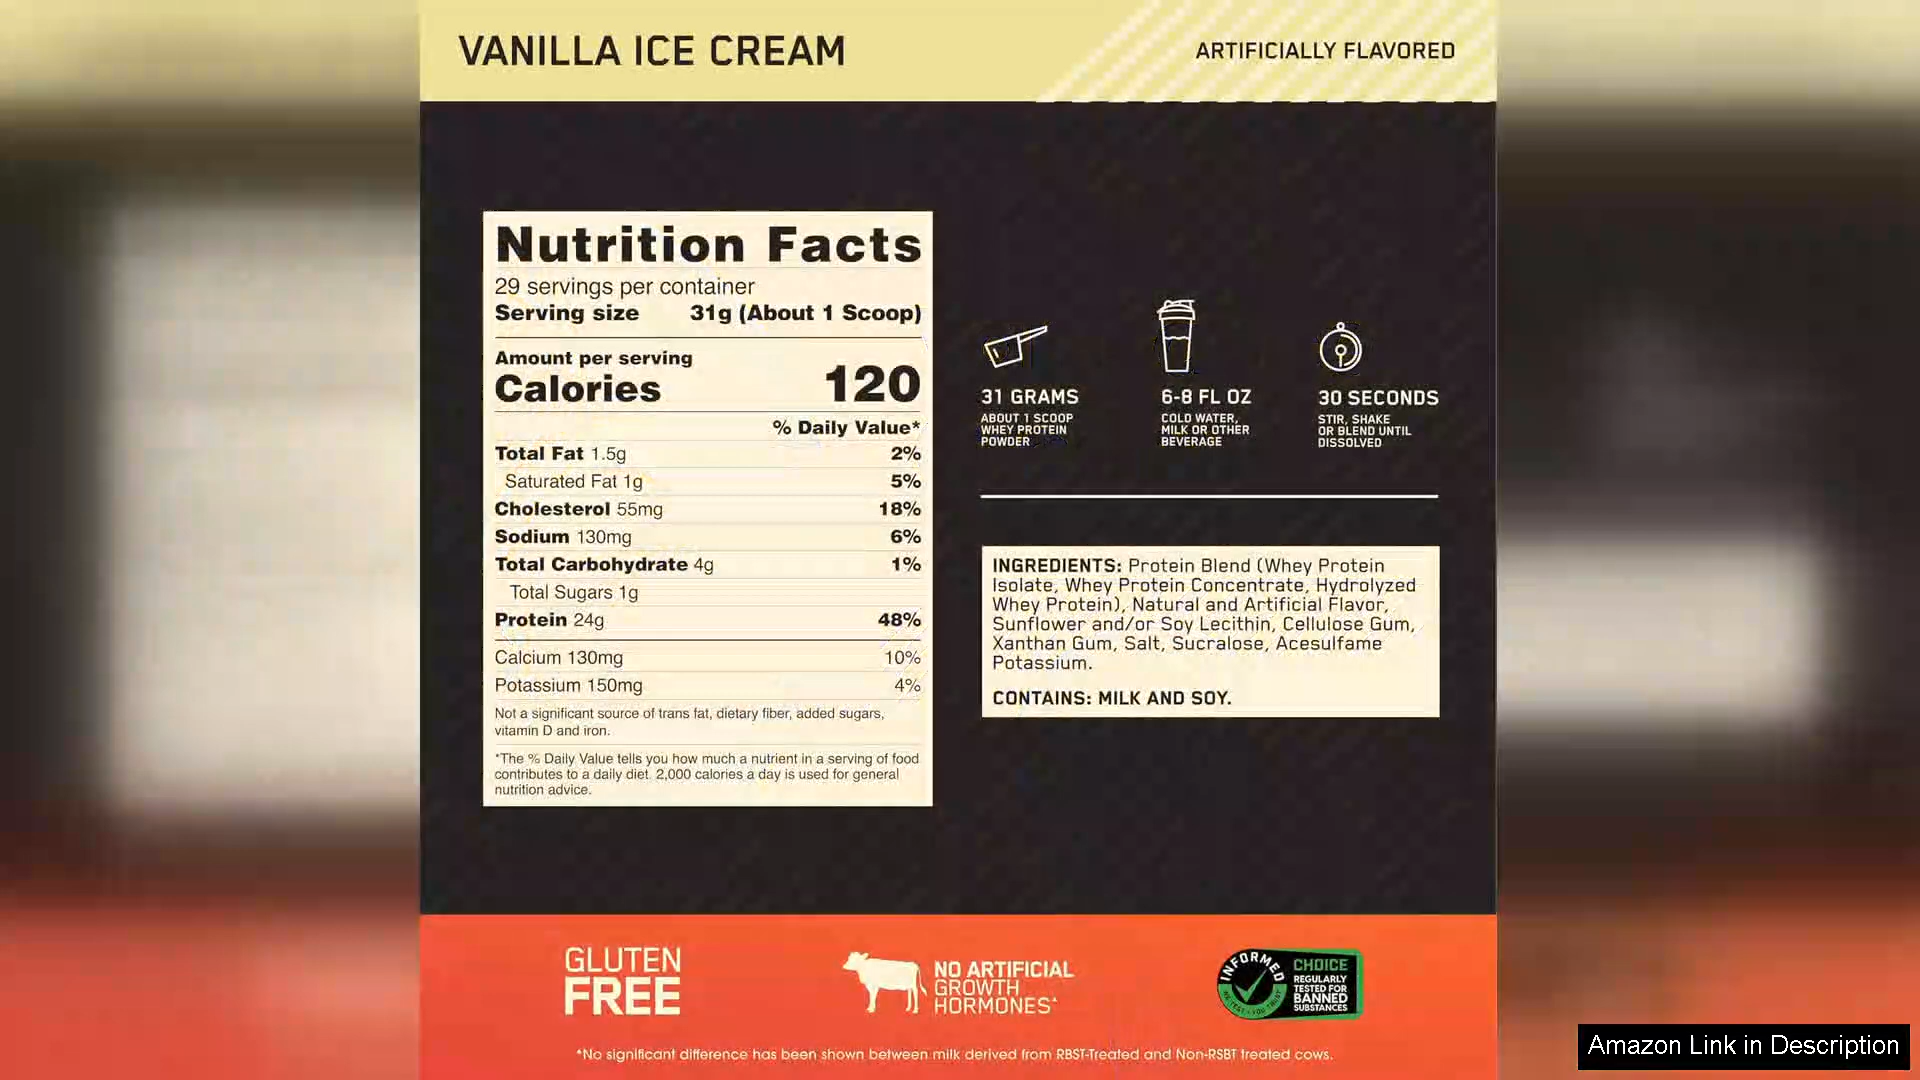 VANILLA ICE CREAM
ARTIFICIALLY FLAVORED
Nutrition Facts
29 servings per container
Serving size 31g (About 1 Scoop)
Amount per serving
Calories 120
% Daily Value*
Total Fat 1.5g 2%
Saturated Fat 1g 5%
Cholesterol 55mg 18%
Sodium 130mg 6%
Total Carbohydrate 4g 1%
Total Sugars 1g
Protein 24g 48%
Calcium 130mg 10%
Potassium 150mg 4%
Not a significant source of trans fat, dietary fiber, added sugars,
vitamin D and iron.
*The % Daily Value tells you how much a nutrient in a serving of food
contributes to a daily diet. 2,000 calories a day is used for general
nutrition advice.
31 GRAMS
ABOUT 1 SCOOP
WHEY PROTEIN
POWDER
6-8 FL OZ
COLD WATER,
MILK OR OTHER
BEVERAGE
30 SECONDS
STIR, SHAKE
OR BLEND UNTIL
DISSOLVED
INGREDIENTS: Protein Blend (Whey Protein
Isolate, Whey Protein Concentrate, Hydrolyzed
Whey Protein), Natural and Artificial Flavor,
Sunflower and/or Soy Lecithin, Cellulose Gum,
Xanthan Gum, Salt, Sucralose, Acesulfame
Potassium.
CONTAINS: MILK AND SOY.
GLUTEN
FREE
NO ARTIFICIAL
GROWTH
HORMONES*
INFORMED
WE TEST • YOU TRUST
CHOICE
REGULARLY
TESTED FOR
BANNED
SUBSTANCES
*No significant difference has been shown between milk derived from RBST-Treated and Non-RSBT treated cows.
Amazon Link in Description